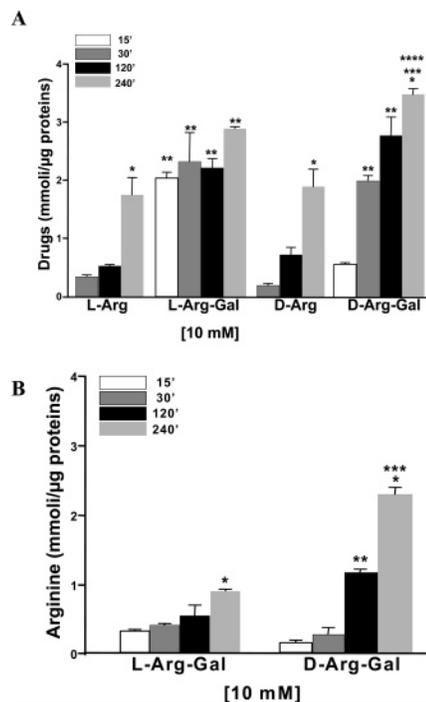 A
15'
30'
120'
240'
Drugs (mmoli/µg proteins)
4
3
2
1
0
*
**
**
**
**
*
**
**
****
***
*
L-Arg
L-Arg-Gal
D-Arg
D-Arg-Gal
[10 mM]
B
15'
30'
120'
240'
Arginine (mmoli/µg proteins)
4
3
2
1
0
*
**
***
*
L-Arg-Gal
D-Arg-Gal
[10 mM]